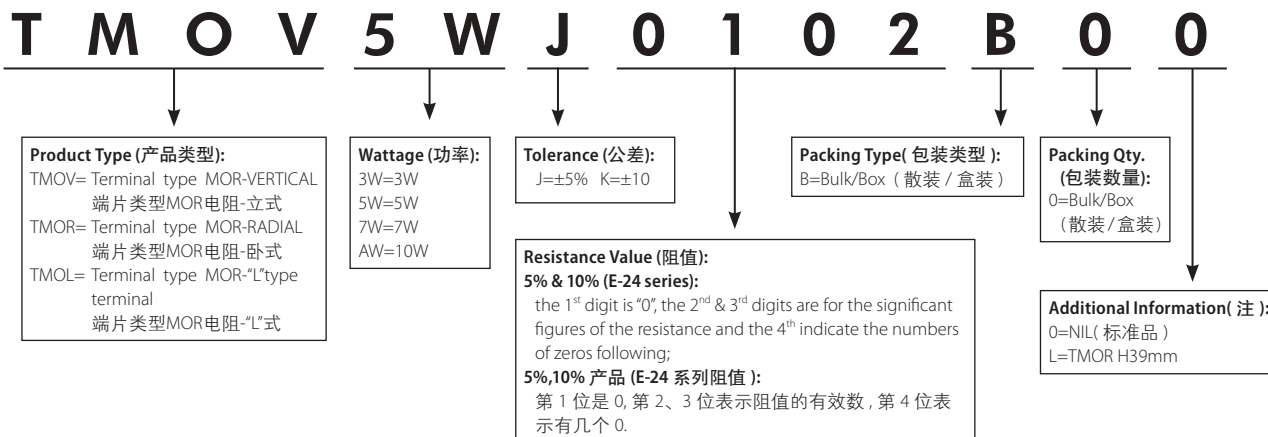 T M O V 5 W J 0 1 0 2 B 0 0
Product Type (产品类型):
TMOV= Terminal type MOR-VERTICAL
端片类型MOR电阻-立式
TMOR= Terminal type MOR-RADIAL
端片类型MOR电阻-卧式
TMOL= Terminal type MOR-“L”type
terminal
端片类型MOR电阻-“L”式
Wattage (功率):
3W=3W
5W=5W
7W=7W
AW=10W
Tolerance (公差):
J=±5% K=±10
Resistance Value (阻值):
5% & 10% (E-24 series):
the 1st digit is “0”, the 2nd & 3rd digits are for the significant
figures of the resistance and the 4th indicate the numbers
of zeros following;
5%,10% 产品 (E-24 系列阻值 ):
第 1 位是 0, 第 2、3 位表示阻值的有效数 , 第 4 位表
示有几个 0.
Packing Type( 包装类型 ):
B=Bulk/Box ( 散装 / 盒装 )
Packing Qty.
(包装数量):
0=Bulk/Box
（散装/盒装）
Additional Information( 注 ):
0=NIL( 标准品 )
L=TMOR H39mm